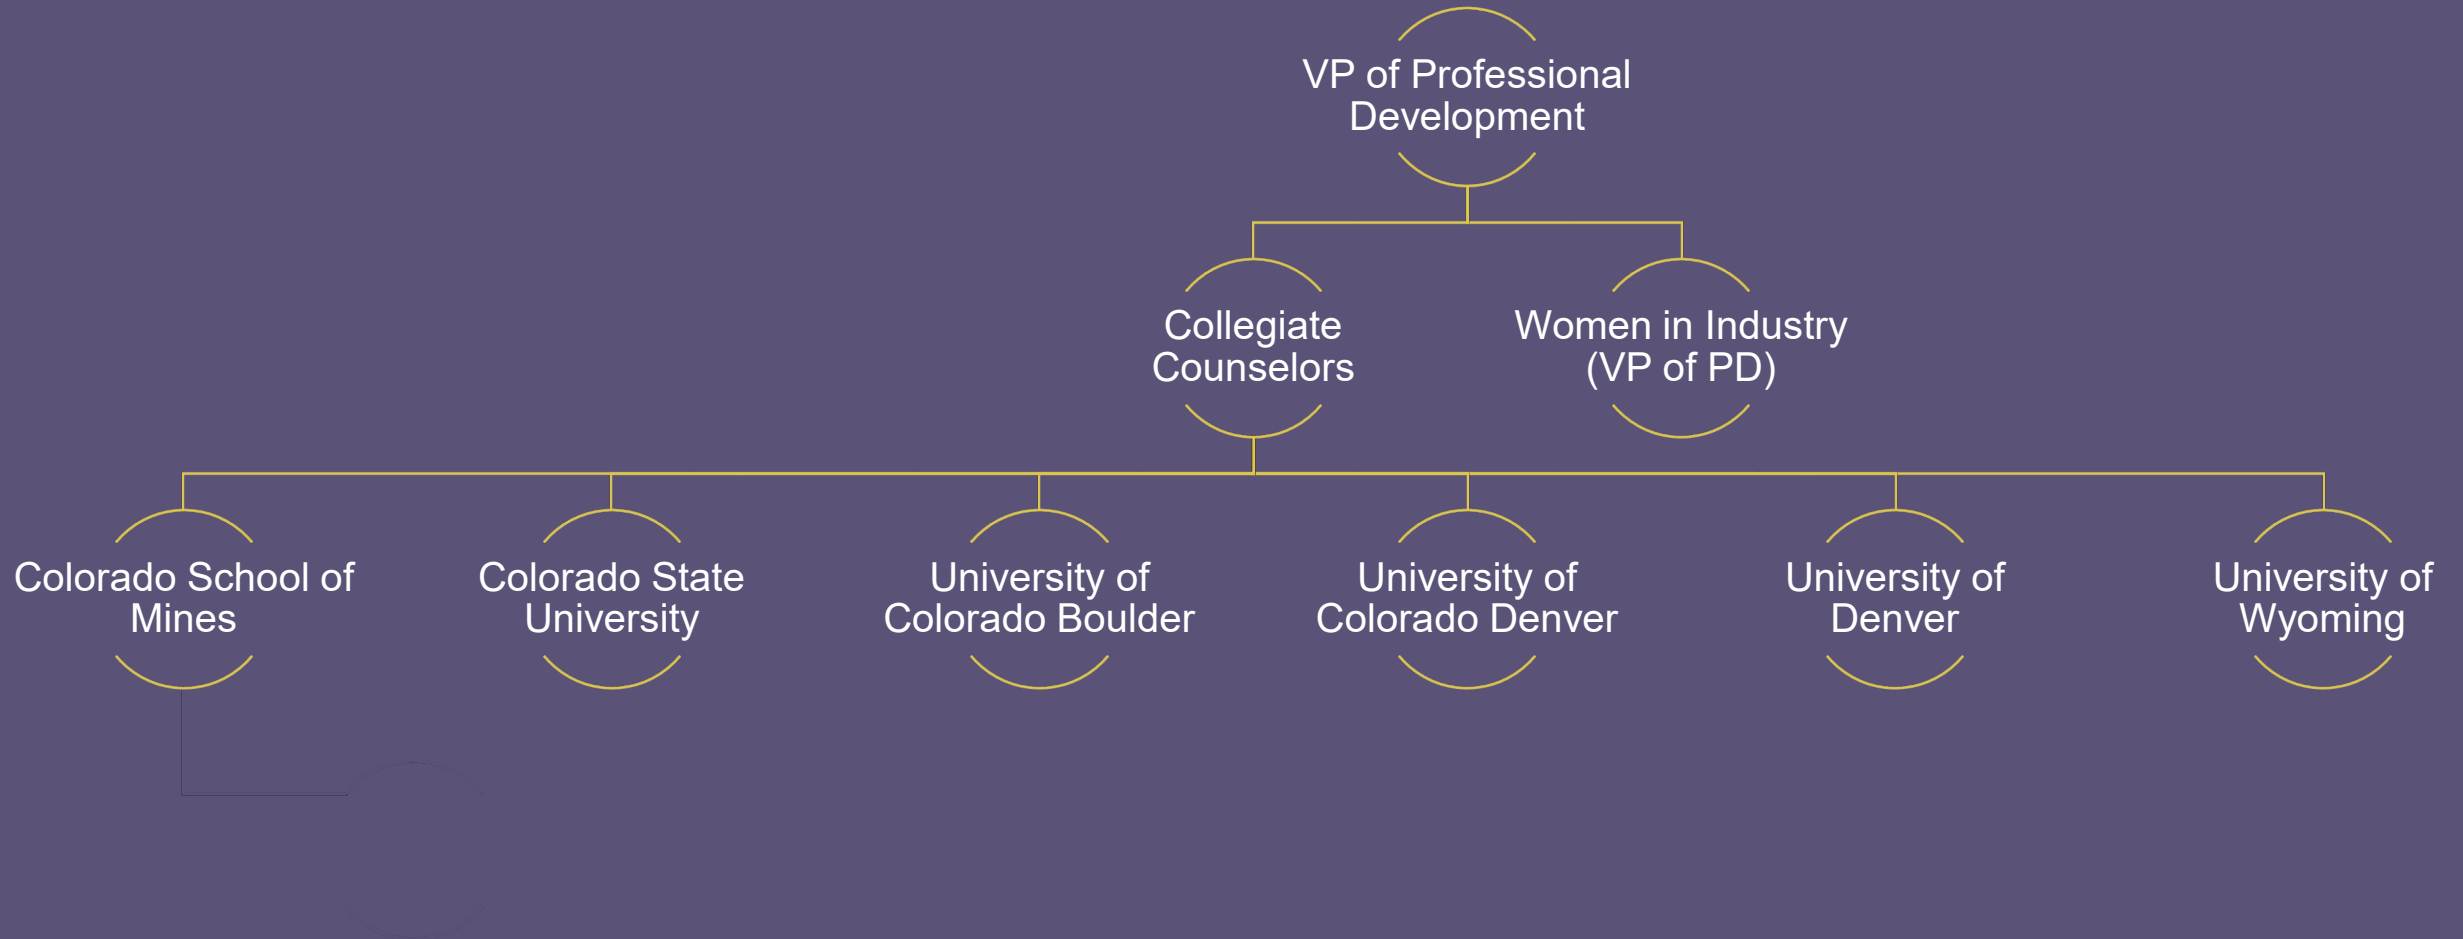 VP of Professional
Development
Collegiate
Counselors
Women in Industry
(VP of PD)
Colorado School of
Mines
Colorado State
University
University of
Colorado Boulder
University of
Colorado Denver
University of
Denver
University of
Wyoming